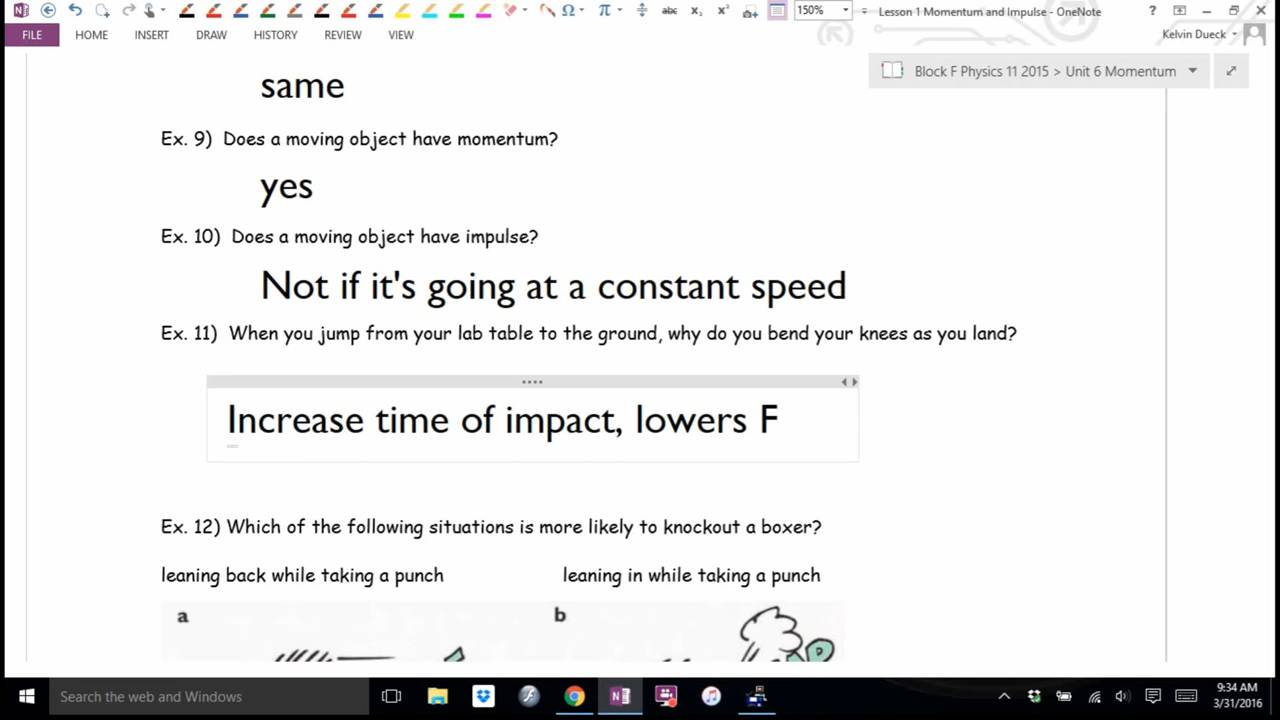 150%
Lesson 1 Momentum and Impulse - OneNote
FILE HOME INSERT DRAW HISTORY REVIEW VIEW
Kelvin Dueck
Block F Physics 11 2015 > Unit 6 Momentum
same
Ex. 9) Does a moving object have momentum?
yes
Ex. 10) Does a moving object have impulse?
Not if it's going at a constant speed
Ex. 11) When you jump from your lab table to the ground, why do you bend your knees as you land?
Increase time of impact, lowers F
Ex. 12) Which of the following situations is more likely to knockout a boxer?
leaning back while taking a punch
leaning in while taking a punch
a
b
Search the web and Windows
9:34 AM
3/31/2016